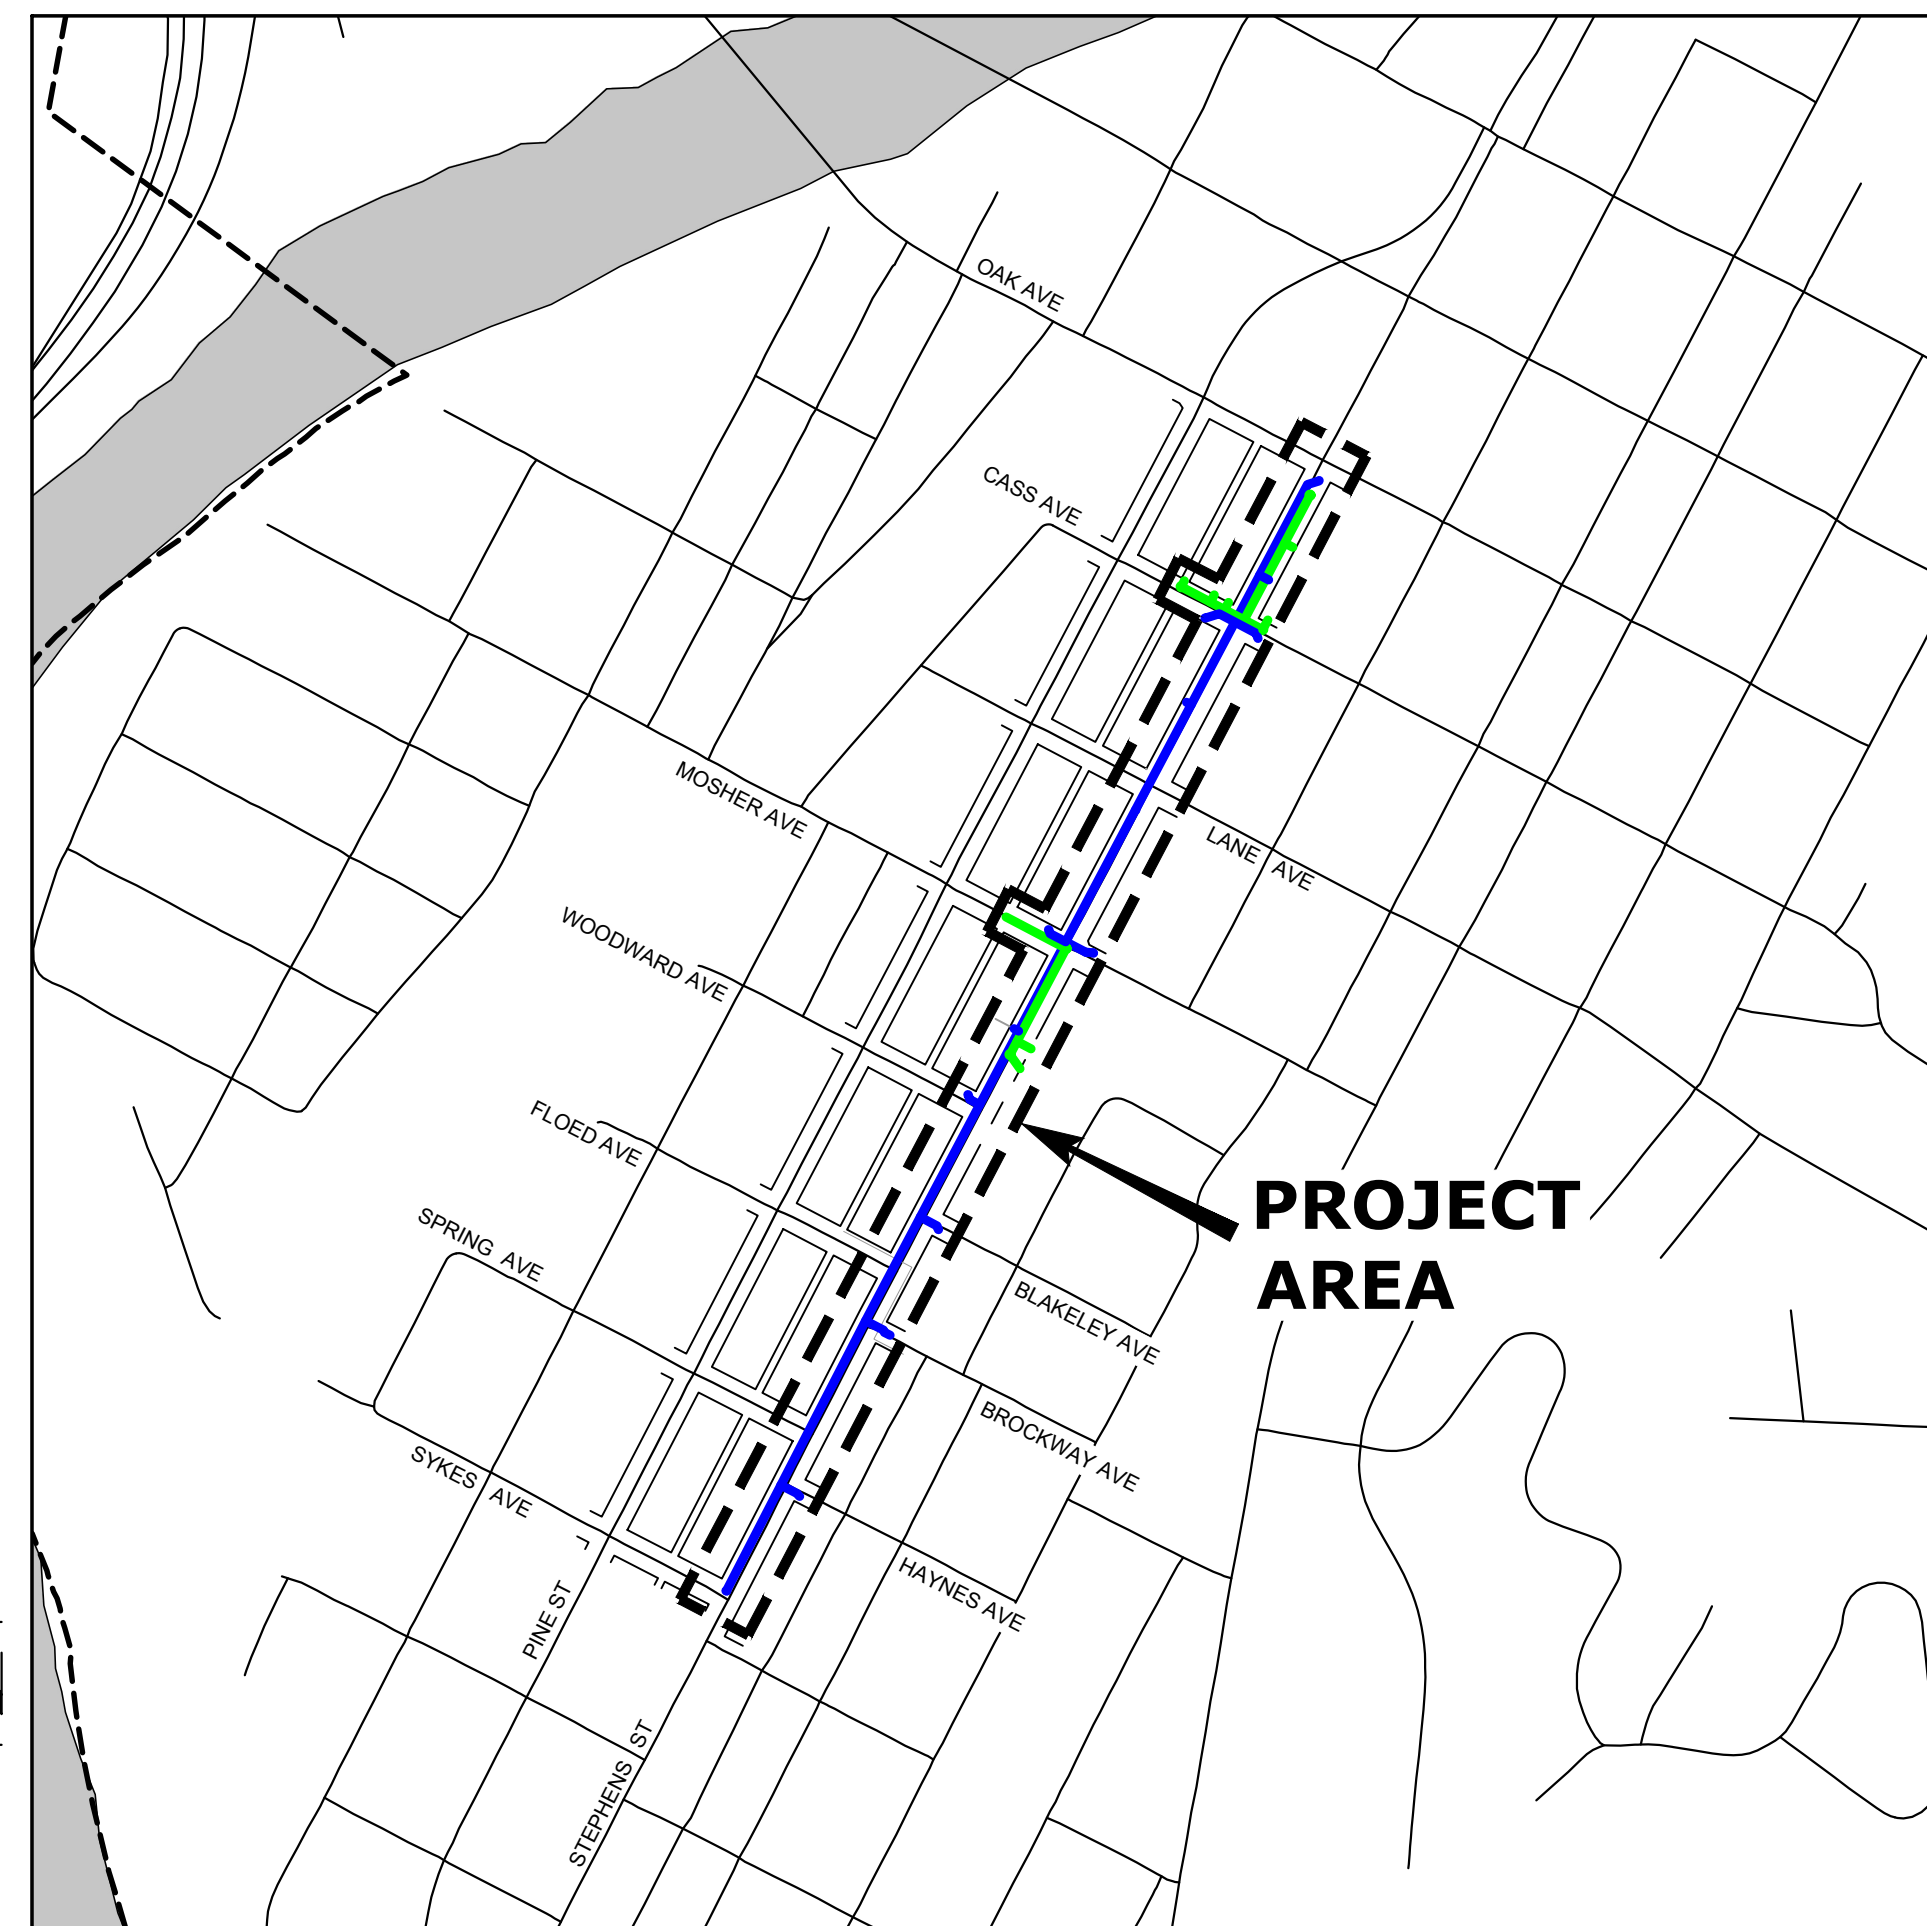 OAK AVE
CASS AVE
MOSHER AVE
LANE AVE
WOODWARD AVE
FLOED AVE
PROJECT
AREA
SPRING AVE
BLAKELEY AVE
BROCKWAY AVE
SYKES AVE
HAYNES AVE
PINE ST
STEPHENS ST